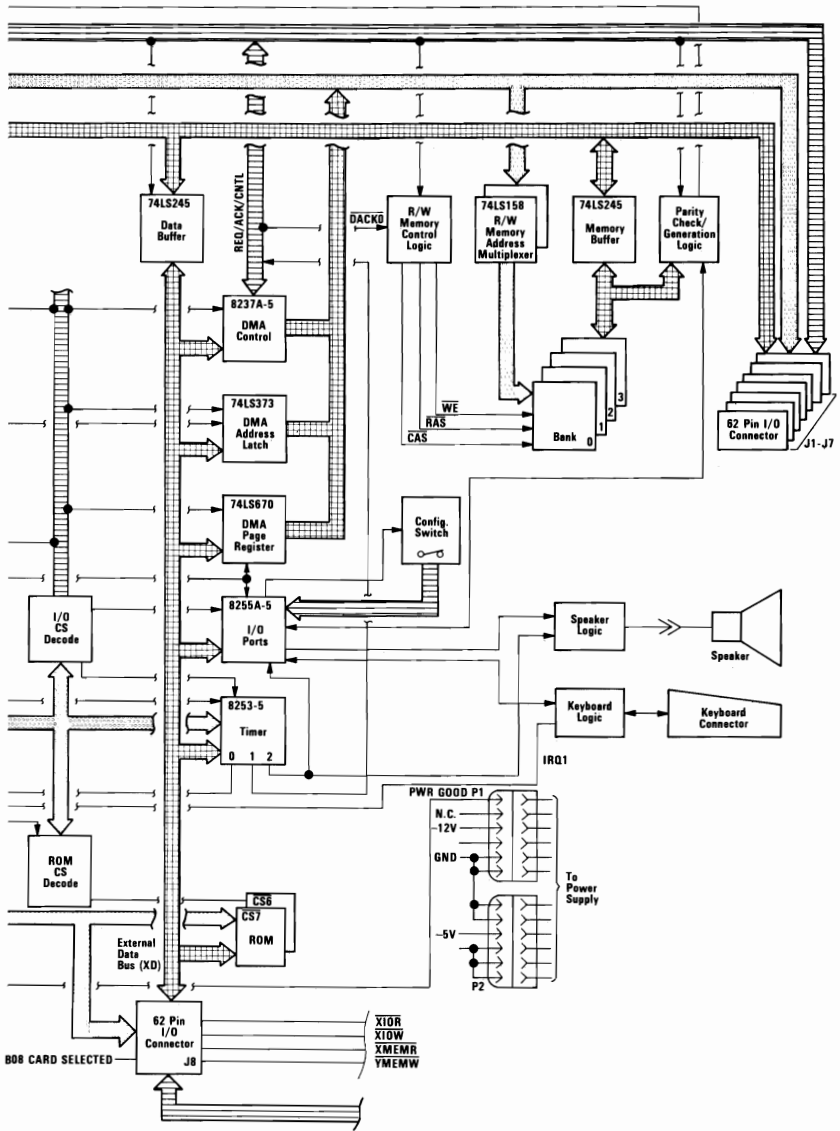 REQ/ACK/CNTL
74LS245
Data
Buffer
DACK0
R/W
Memory
Control
Logic
74LS158
R/W
Memory
Address
Multiplexer
74LS245
Memory
Buffer
Parity
Check/
Generation
Logic
8237A-5
DMA
Control
74LS373
DMA
Address
Latch
WE
RAS
CAS
Bank
0
1
2
3
62 Pin I/O
Connector
J1-J7
74LS670
DMA
Page
Register
Config.
Switch
I/O
CS
Decode
8255A-5
I/O
Ports
Speaker
Logic
Speaker
8253-5
Timer
0 1 2
Keyboard
Logic
Keyboard
Connector
IRQ1
PWR GOOD P1
N.C.
-12V
GND
-5V
P2
To
Power
Supply
ROM
CS
Decode
CS6
CS7
ROM
External
Data
Bus (XD)
62 Pin
I/O
Connector
J8
B08 CARD SELECTED
XIOR
XIOW
XMEMR
YMEMW